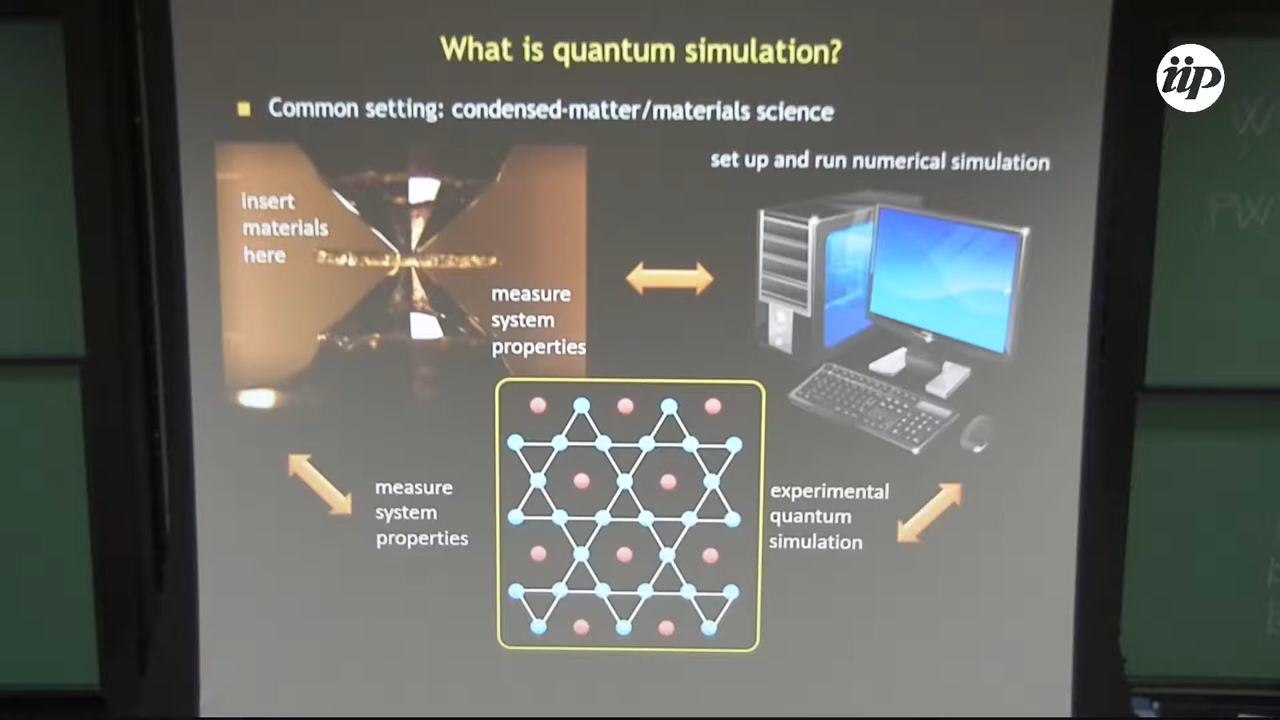 What is quantum simulation?
Common setting: condensed-matter/materials science
iip
set up and run numerical simulation
insert
materials
here
measure
system
properties
measure
system
properties
experimental
quantum
simulation